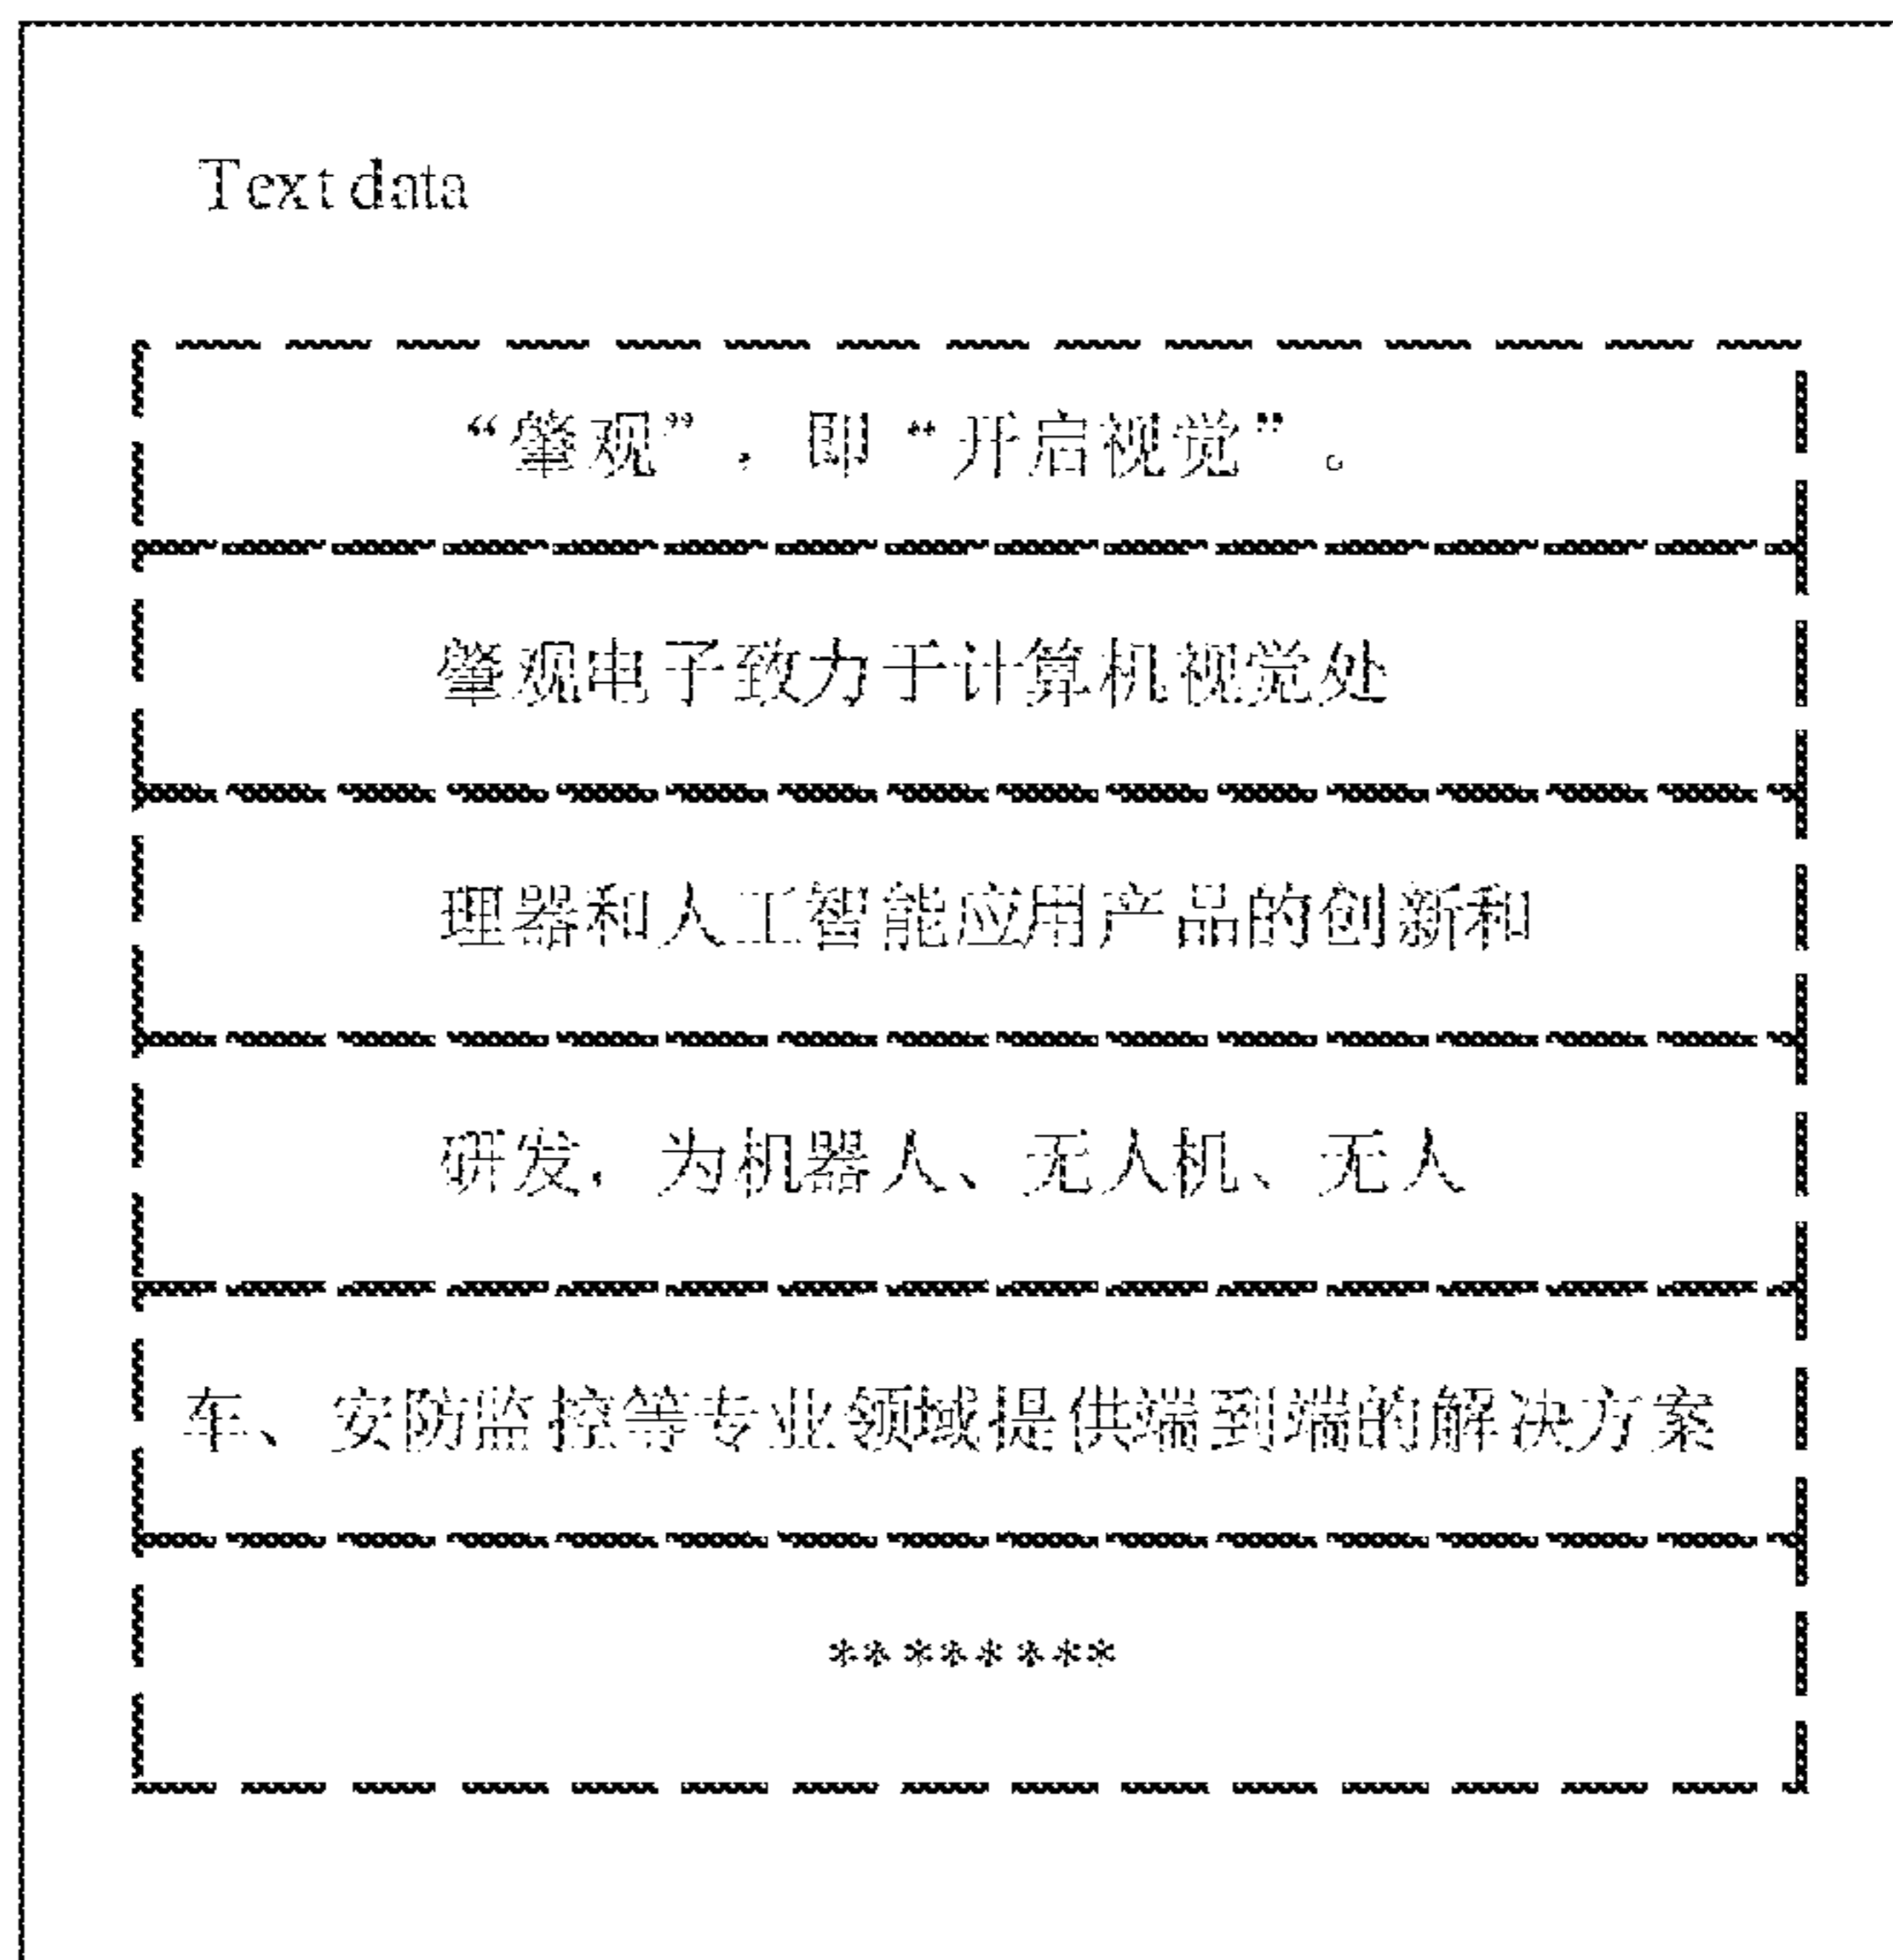 Text data
“肇观”，即“开启视觉”。
肇观电子致力于计算机视觉处
理器和人工智能应用产品的创新和
研发，为机器人、无人机、无人
车、安防监控等专业领域提供端到端的解决方案
********